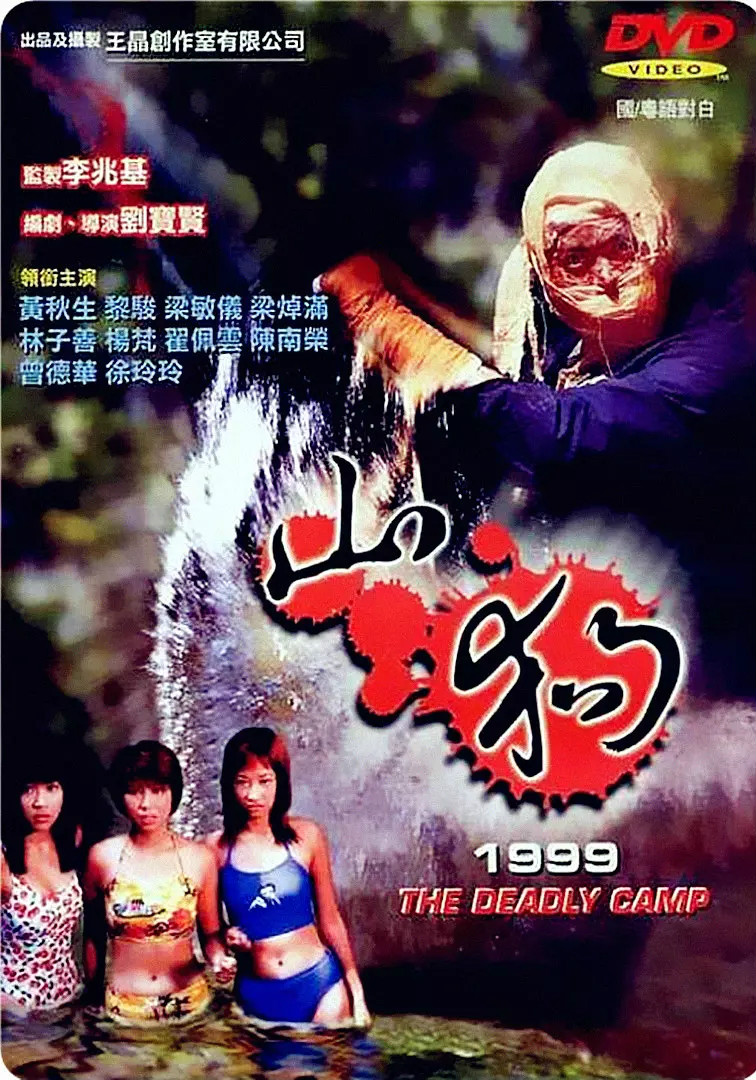 出品及攝製 王晶創作室有限公司
DVD
VIDEO
TM
國/粵語對白
監製 李兆基
編劇、導演 劉寶賢
領銜主演
黃秋生 黎駿 梁敏儀 梁焯滿
林子善 楊梵 翟佩雲 陳南榮
曾德華 徐玲玲
山狗
1999
THE DEADLY CAMP